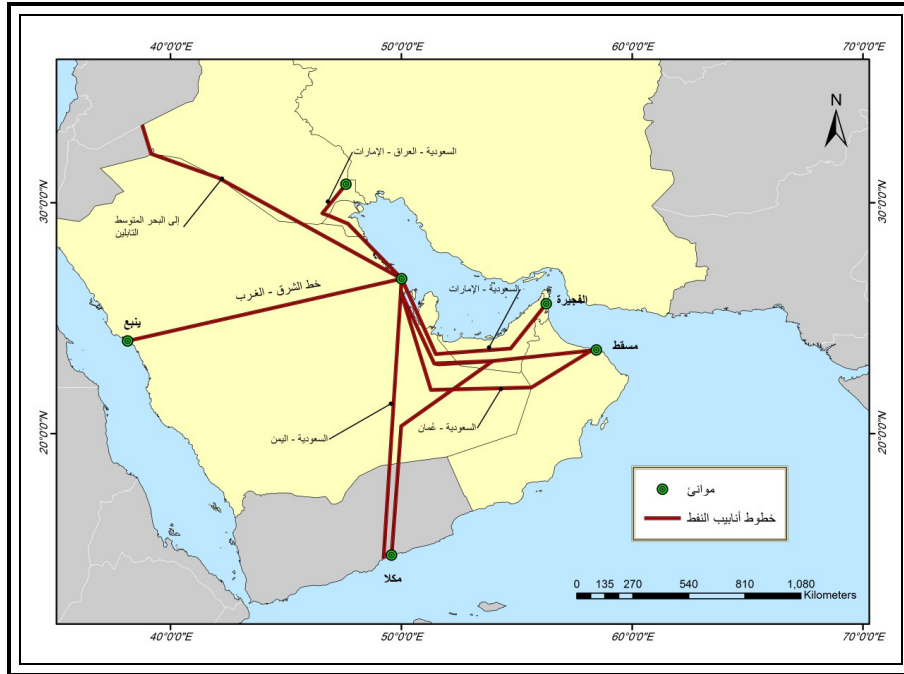 40°0'0"E 50°0'0"E 60°0'0"E 70°0'0"E
N
السعودية - العراق - الإمارات
30°0'0"N
30°0'0"N
إلى البحر المتوسط
التابلين
خط الشرق - الغرب
السعودية - الإمارات
الفجيرة
ينبع
مسقط
20°0'0"N
20°0'0"N
السعودية - اليمن
السعودية - عُمان
موانئ
خطوط أنابيب النفط
مكلا
0 135 270 540 810 1,080
Kilometers
40°0'0"E 50°0'0"E 60°0'0"E 70°0'0"E